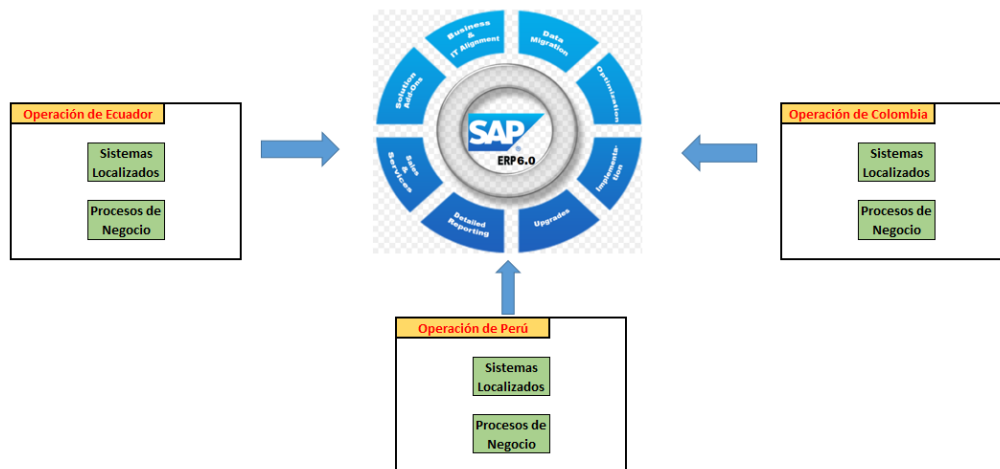 Business
&
IT Alignment
Data
Migration
Solution
Add-Ons
Optimization
Operación de Ecuador
Operación de Colombia
Sistemas
Localizados
SAP
®
ERP6.0
Sistemas
Localizados
Sales
&
Services
Implementa-
tion
Procesos de
Negocio
Procesos de
Negocio
Detailed
Reporting
Upgrades
Operación de Perú
Sistemas
Localizados
Procesos de
Negocio